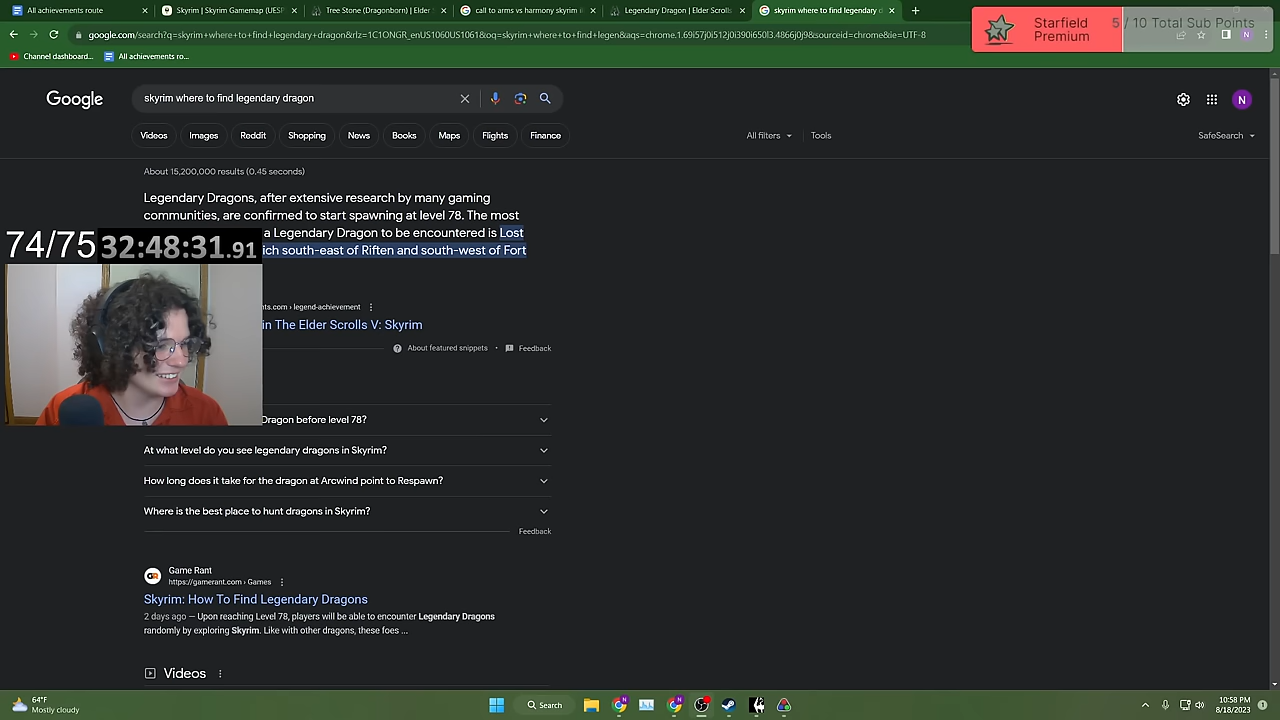 All achievements route
Skyrim | Skyrim Gamemap (UESP
Tree Stone (Dragonborn) | Elder
call to arms vs harmony skyrim
Legendary Dragon | Elder Scrolls
skyrim where to find legendary d
google.com/search?q=skyrim+where+to+find+legendary+dragon&rlz=1C1ONGR_enUS1060US1061&oq=skyrim+where+to+find+legen&aqs=chrome.1.69i57j0i512j0i390i650l3.4866j0j9&sourceid=chrome&ie=UTF-8
Starfield
Premium
5 / 10 Total Sub Points
Channel dashboard...
All achievements ro...
Google
skyrim where to find legendary dragon
N
Videos
Images
Reddit
Shopping
News
Books
Maps
Flights
Finance
All filters
Tools
SafeSearch
About 15,200,000 results (0.45 seconds)
Legendary Dragons, after extensive research by many gaming
communities, are confirmed to start spawning at level 78. The most
a Legendary Dragon to be encountered is Lost
ich south-east of Riften and south-west of Fort
74/75
32:48:31.91
ts.com › legend-achievement
in The Elder Scrolls V: Skyrim
About featured snippets
•
Feedback
Dragon before level 78?
At what level do you see legendary dragons in Skyrim?
How long does it take for the dragon at Arcwind point to Respawn?
Where is the best place to hunt dragons in Skyrim?
Feedback
GR
Game Rant
https://gamerant.com › Games
Skyrim: How To Find Legendary Dragons
2 days ago — Upon reaching Level 78, players will be able to encounter Legendary Dragons
randomly by exploring Skyrim. Like with other dragons, these foes ...
Videos
64°F
Mostly cloudy
Search
10:58 PM
8/18/2023